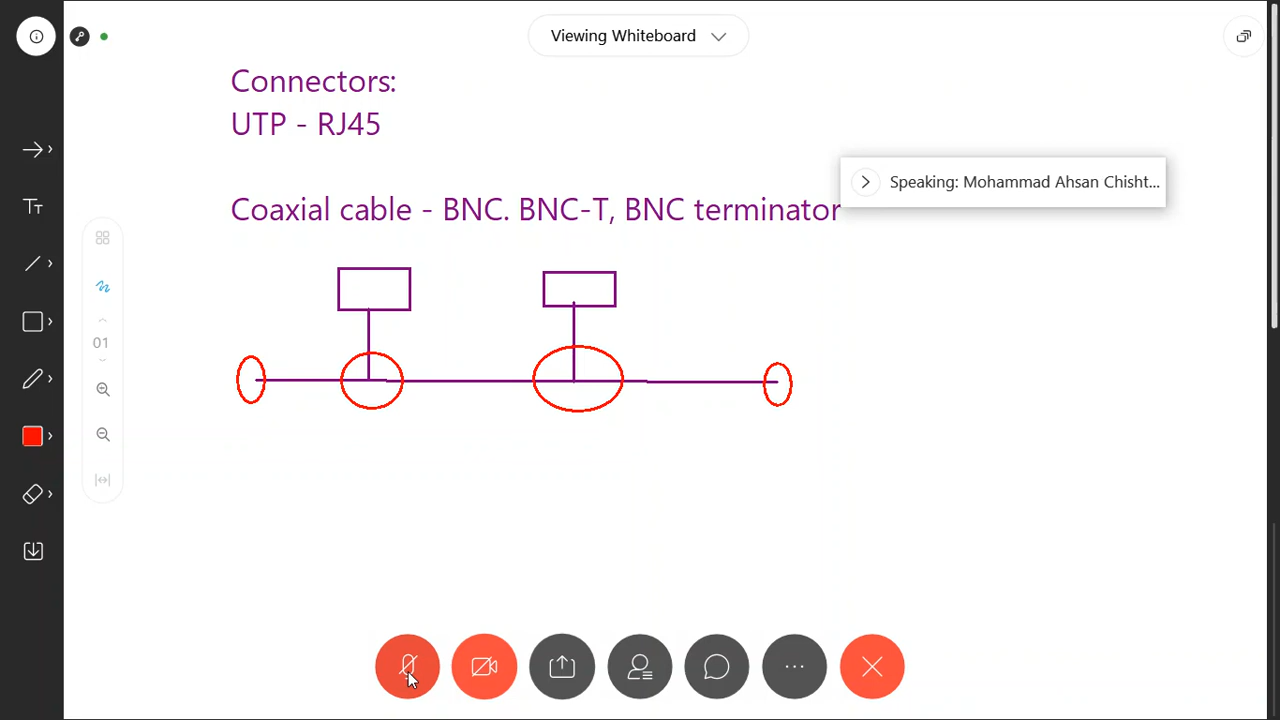 Viewing Whiteboard
Connectors:
UTP - RJ45
Speaking: Mohammad Ahsan Chisht...
Coaxial cable - BNC. BNC-T, BNC terminator
01